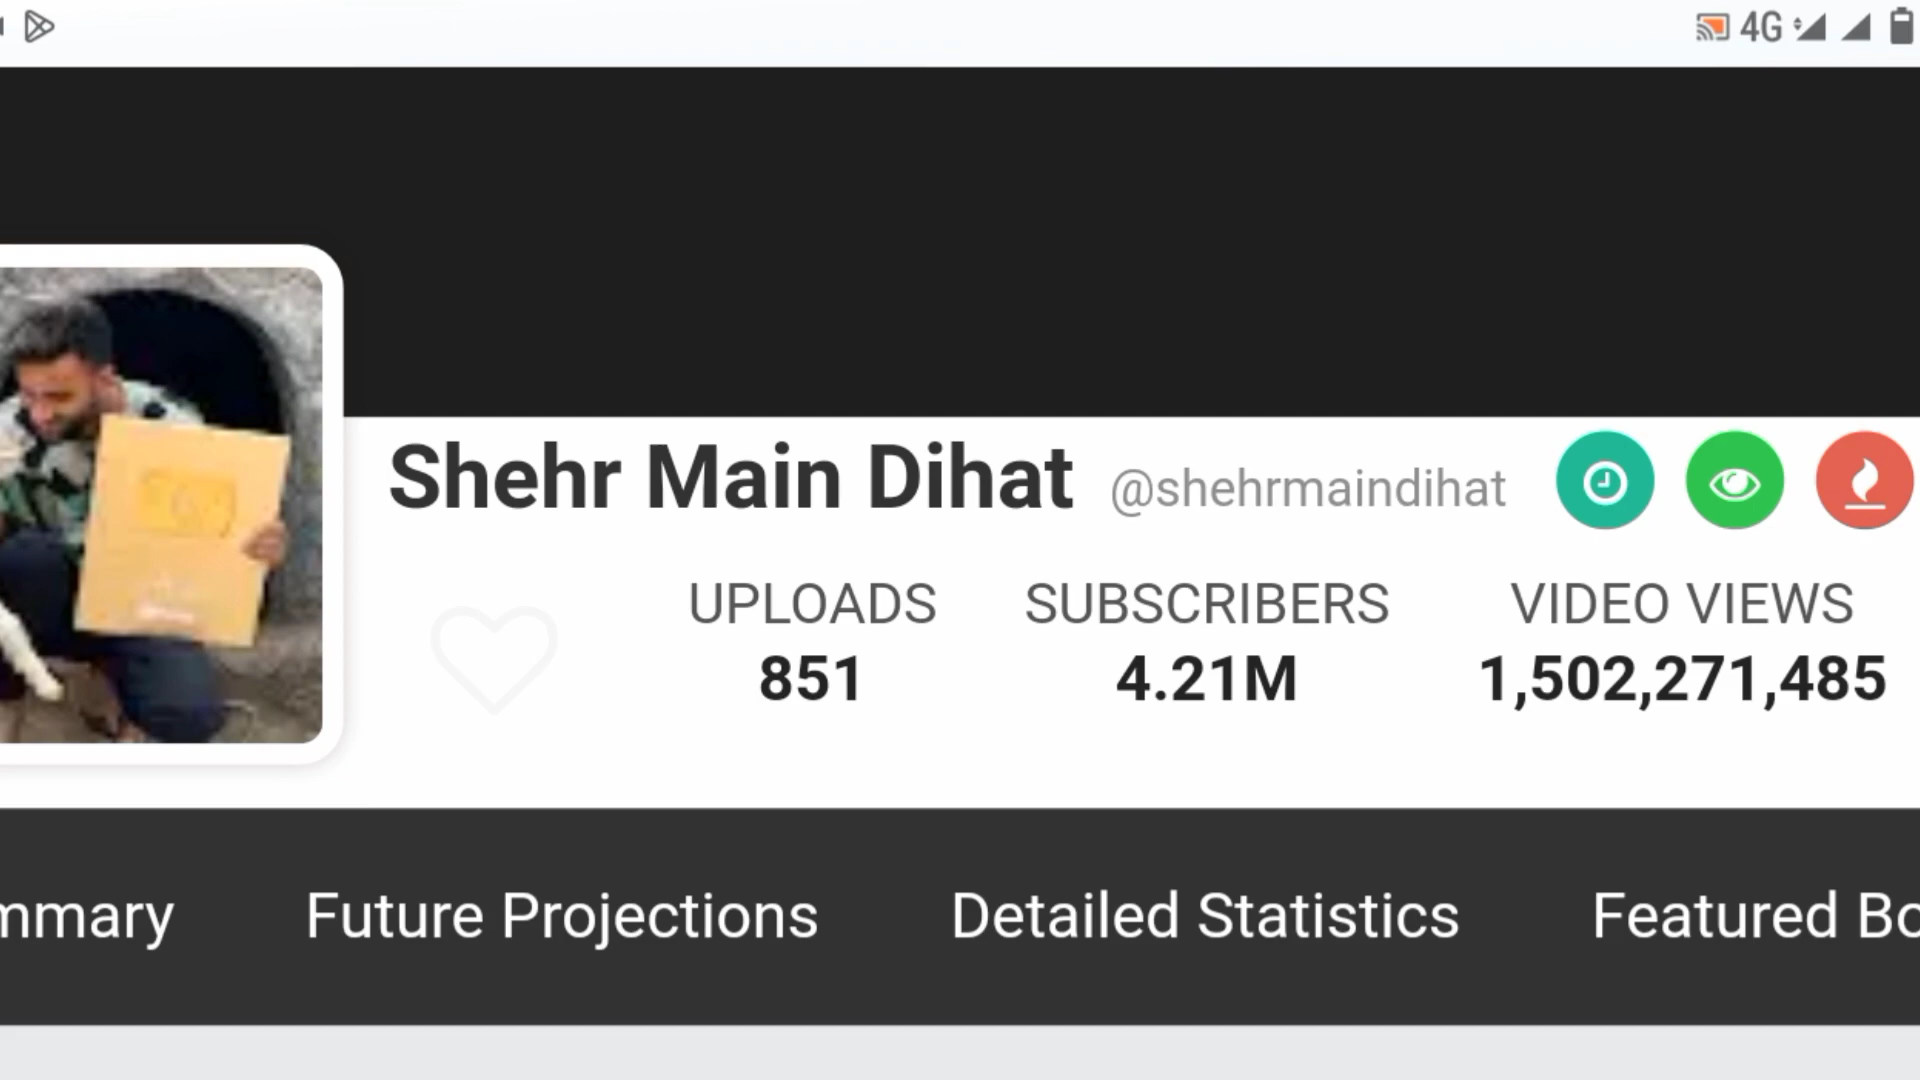 4G
Shehr Main Dihat @shehrmaindihat
UPLOADS SUBSCRIBERS VIDEO VIEWS
851 4.21M 1,502,271,485
mmary Future Projections Detailed Statistics Featured Bo